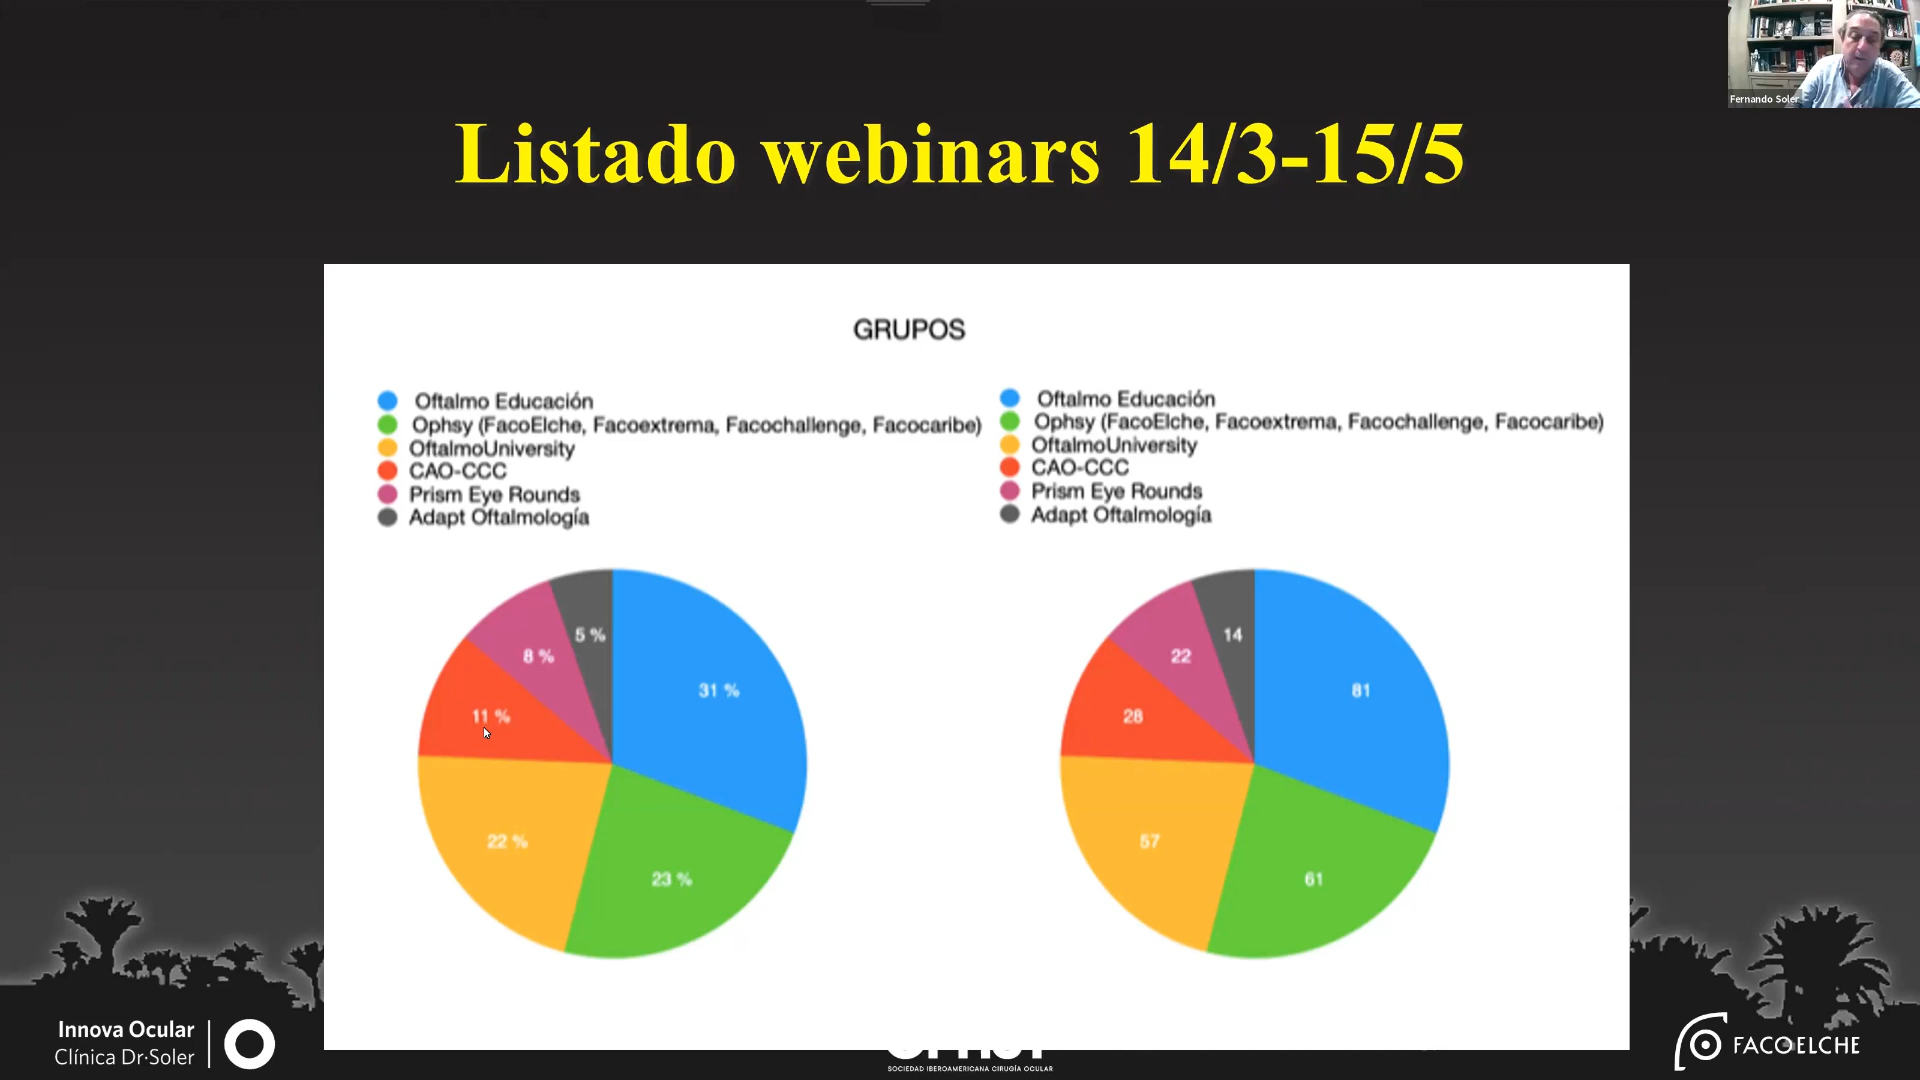 Fernando Soler
Listado webinars 14/3-15/5
GRUPOS
Oftalmo Educación
Ophsy (FacoElche, Facoextrema, Facochallenge, Facocaribe)
OftalmoUniversity
CAO-CCC
Prism Eye Rounds
Adapt Oftalmología
Oftalmo Educación
Ophsy (FacoElche, Facoextrema, Facochallenge, Facocaribe)
OftalmoUniversity
CAO-CCC
Prism Eye Rounds
Adapt Oftalmología
5 %
8 %
31 %
11 %
22 %
23 %
14
22
81
28
57
61
Innova Ocular
Clínica Dr·Soler
SOCIEDAD IBEROAMERICANA CIRUGÍA OCULAR
FACOELCHE